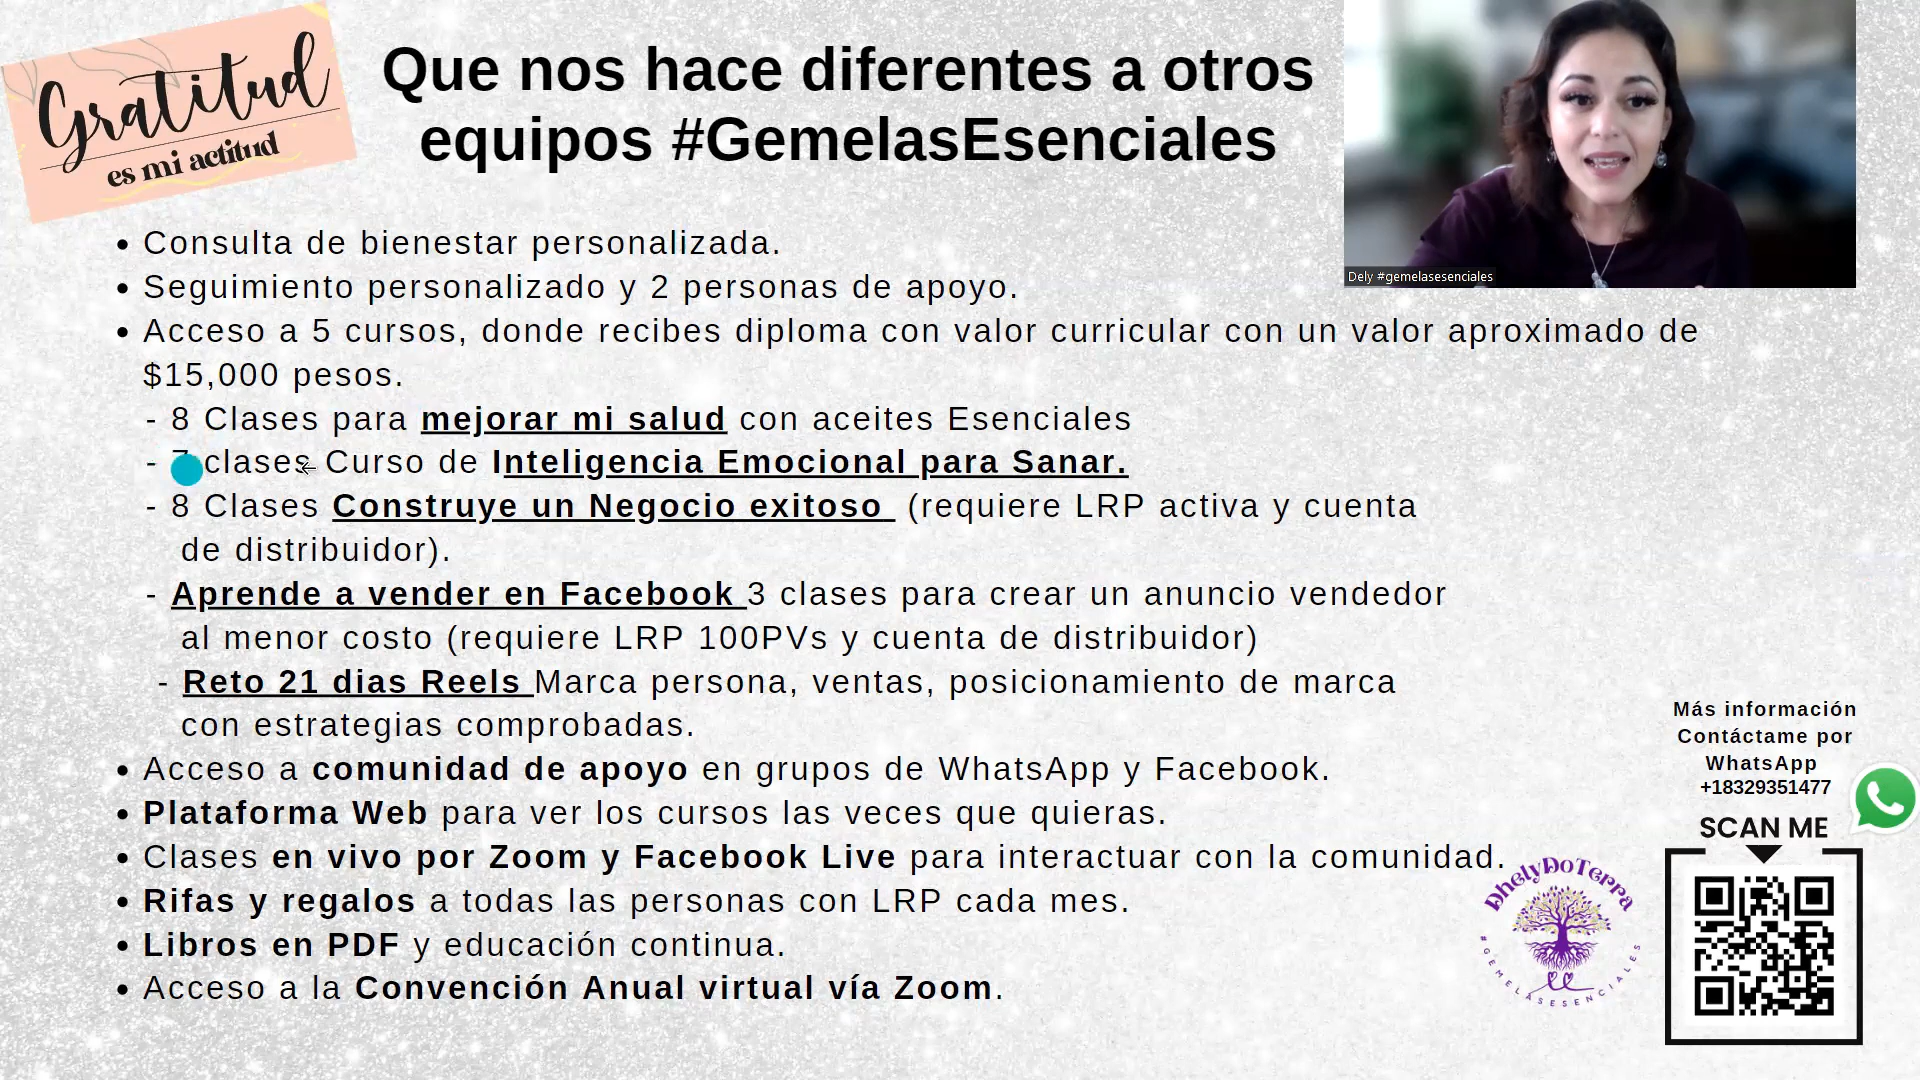 Gratitud
es mi actitud
Que nos hace diferentes a otros
equipos #GemelasEsenciales
Dely #gemelasesenciales
Consulta de bienestar personalizada.
Seguimiento personalizado y 2 personas de apoyo.
Acceso a 5 cursos, donde recibes diploma con valor curricular con un valor aproximado de
$15,000 pesos.
- 8 Clases para mejorar mi salud con aceites Esenciales
- 7 clases Curso de Inteligencia Emocional para Sanar.
- 8 Clases Construye un Negocio exitoso (requiere LRP activa y cuenta
de distribuidor).
- Aprende a vender en Facebook 3 clases para crear un anuncio vendedor
al menor costo (requiere LRP 100PVs y cuenta de distribuidor)
- Reto 21 dias Reels Marca persona, ventas, posicionamiento de marca
con estrategias comprobadas.
Acceso a comunidad de apoyo en grupos de WhatsApp y Facebook.
Plataforma Web para ver los cursos las veces que quieras.
Clases en vivo por Zoom y Facebook Live para interactuar con la comunidad.
Rifas y regalos a todas las personas con LRP cada mes.
Libros en PDF y educación continua.
Acceso a la Convención Anual virtual vía Zoom.
Más información
Contáctame por
WhatsApp
+18329351477
SCAN ME
DhelyDoTerra
#GEMELASESENCIALES